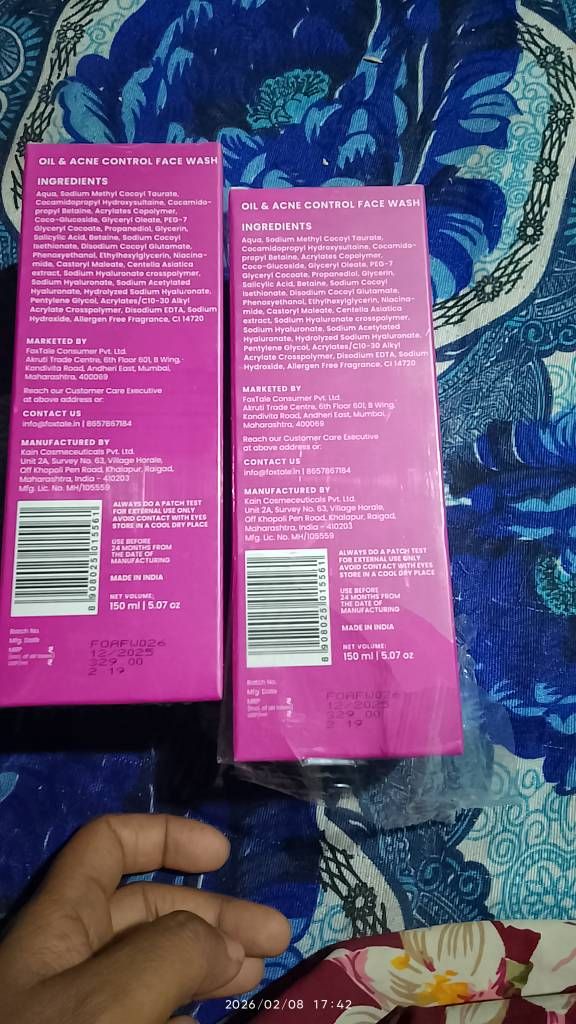 OIL & ACNE CONTROL FACE WASH
INGREDIENTS
Aqua, Sodium Methyl Cocoyl Taurate,
Cocamidopropyl Hydroxysultaine, Cocamido-
propyl Betaine, Acrylates Copolymer,
Coco-Glucoside, Glyceryl Oleate, PEG-7
Glyceryl Cocoate, Propanediol, Glycerin,
Salicylic Acid, Betaine, Sodium Cocoyl
Isethionate, Disodium Cocoyl Glutamate,
Phenoxyethanol, Ethylhexylglycerin, Niacina-
mide, Castoryl Maleate, Centella Asiatica
extract, Sodium Hyaluronate crosspolymer,
Sodium Hyaluronate, Sodium Acetylated
Hyaluronate, Hydrolyzed Sodium Hyaluronate,
Pentylene Glycol, Acrylates/C10-30 Alkyl
Acrylate Crosspolymer, Disodium EDTA, Sodium
Hydroxide, Allergen Free Fragrance, CI 14720
MARKETED BY
FoxTale Consumer Pvt. Ltd.
Akruti Trade Centre, 6th Floor 601, B Wing,
Kandivita Road, Andheri East, Mumbai,
Maharashtra, 400069
Reach our Customer Care Executive
at above address or:
CONTACT US
info@foxtale.in | 8657867184
MANUFACTURED BY
Kain Cosmeceuticals Pvt. Ltd.
Unit 2A, Survey No. 63, Village Horale,
Off Khopoli Pen Road, Khalapur, Raigad,
Maharashtra, India - 410203
Mfg. Lic. No. MH/105559
8 908025 015561
ALWAYS DO A PATCH TEST
FOR EXTERNAL USE ONLY
AVOID CONTACT WITH EYES
STORE IN A COOL DRY PLACE
USE BEFORE
24 MONTHS FROM
THE DATE OF
MANUFACTURING
MADE IN INDIA
NET VOLUME:
150 ml | 5.07 oz
Batch No.
Mfg. Date
MRP ₹
FOAFW026
12/2025
329.00
2.19
OIL & ACNE CONTROL FACE WASH
INGREDIENTS
Aqua, Sodium Methyl Cocoyl Taurate,
Cocamidopropyl Hydroxysultaine, Cocamido-
propyl Betaine, Acrylates Copolymer,
Coco-Glucoside, Glyceryl Oleate, PEG-7
Glyceryl Cocoate, Propanediol, Glycerin,
Salicylic Acid, Betaine, Sodium Cocoyl
Isethionate, Disodium Cocoyl Glutamate,
Phenoxyethanol, Ethylhexylglycerin, Niacina-
mide, Castoryl Maleate, Centella Asiatica
extract, Sodium Hyaluronate crosspolymer,
Sodium Hyaluronate, Sodium Acetylated
Hyaluronate, Hydrolyzed Sodium Hyaluronate,
Pentylene Glycol, Acrylates/C10-30 Alkyl
Acrylate Crosspolymer, Disodium EDTA, Sodium
Hydroxide, Allergen Free Fragrance, CI 14720
MARKETED BY
FoxTale Consumer Pvt. Ltd.
Akruti Trade Centre, 6th Floor 601, B Wing,
Kandivita Road, Andheri East, Mumbai,
Maharashtra, 400069
Reach our Customer Care Executive
at above address or:
CONTACT US
info@foxtale.in | 8657867184
MANUFACTURED BY
Kain Cosmeceuticals Pvt. Ltd.
Unit 2A, Survey No. 63, Village Horale,
Off Khopoli Pen Road, Khalapur, Raigad,
Maharashtra, India - 410203
Mfg. Lic. No. MH/105559
8 908025 015561
ALWAYS DO A PATCH TEST
FOR EXTERNAL USE ONLY
AVOID CONTACT WITH EYES
STORE IN A COOL DRY PLACE
USE BEFORE
24 MONTHS FROM
THE DATE OF
MANUFACTURING
MADE IN INDIA
NET VOLUME:
150 ml | 5.07 oz
Batch No.
Mfg. Date
MRP ₹
FOAFW026
12/2025
329.00
2.19
2026/02/08 17:42